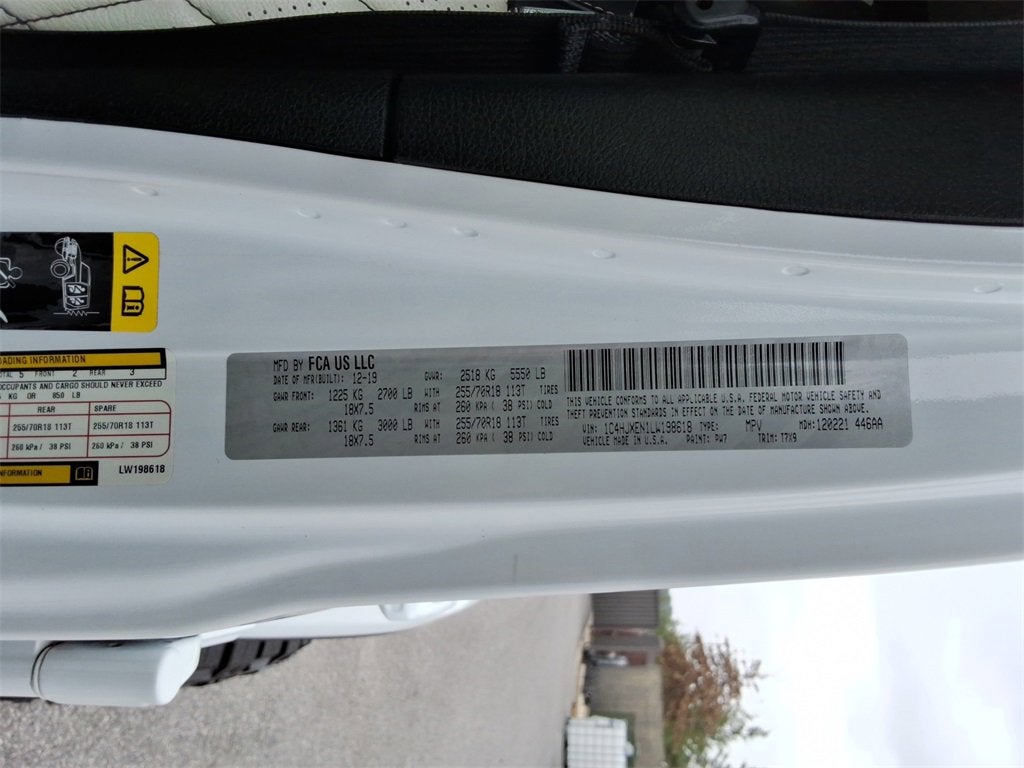 OADING INFORMATION
OTAL 5 FRONT 2 REAR 3
OCCUPANTS AND CARGO SHOULD NEVER EXCEED
KG OR 850 LB
REAR SPARE
255/70R18 113T 255/70R18 113T
260 kPa / 38 PSI 260 kPa / 38 PSI
NFORMATION LW198618
MFD BY FCA US LLC
DATE OF MFR(BUILT): 12-19 GVWR: 2518 KG 5550 LB
GAWR FRONT: 1225 KG 2700 LB WITH 255/70R18 113T TIRES
18X7.5 RIMS AT 260 KPA ( 38 PSI) COLD
GAWR REAR: 1361 KG 3000 LB WITH 255/70R18 113T TIRES
18X7.5 RIMS AT 260 KPA ( 38 PSI) COLD
THIS VEHICLE CONFORMS TO ALL APPLICABLE U.S.A. FEDERAL MOTOR VEHICLE SAFETY AND
THEFT PREVENTION STANDARDS IN EFFECT ON THE DATE OF MANUFACTURE SHOWN ABOVE.
VIN: 1C4HJXEN1LW198618 TYPE: MPV MDH: 120221 446AA
VEHICLE MADE IN U.S.A. PAINT: PW7 TRIM: T7X9